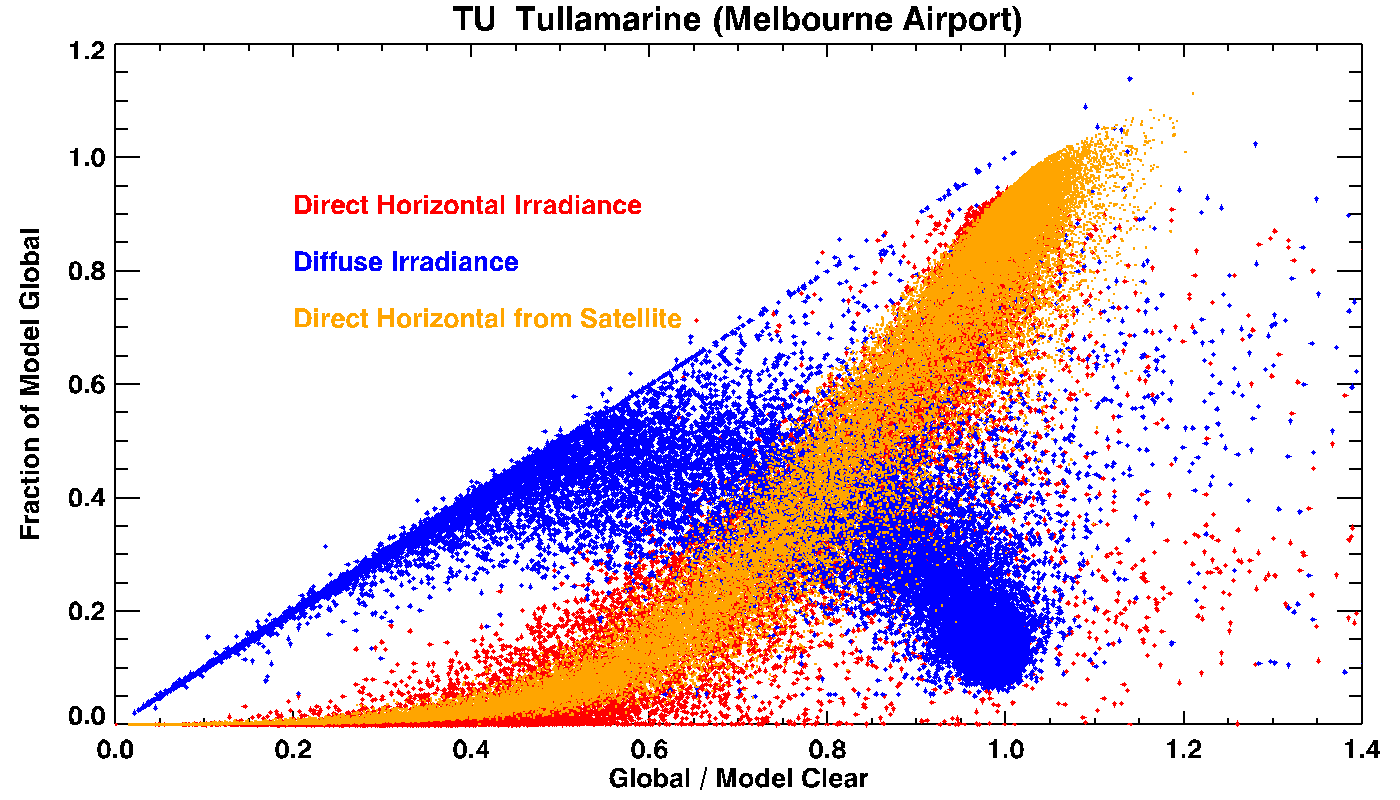 TU Tullamarine (Melbourne Airport)
1.2
1.0
0.8
0.6
0.4
0.2
0.0
Fraction of Model Global
Direct Horizontal Irradiance
Diffuse Irradiance
Direct Horizontal from Satellite
0.0 0.2 0.4 0.6 0.8 1.0 1.2 1.4
Global / Model Clear